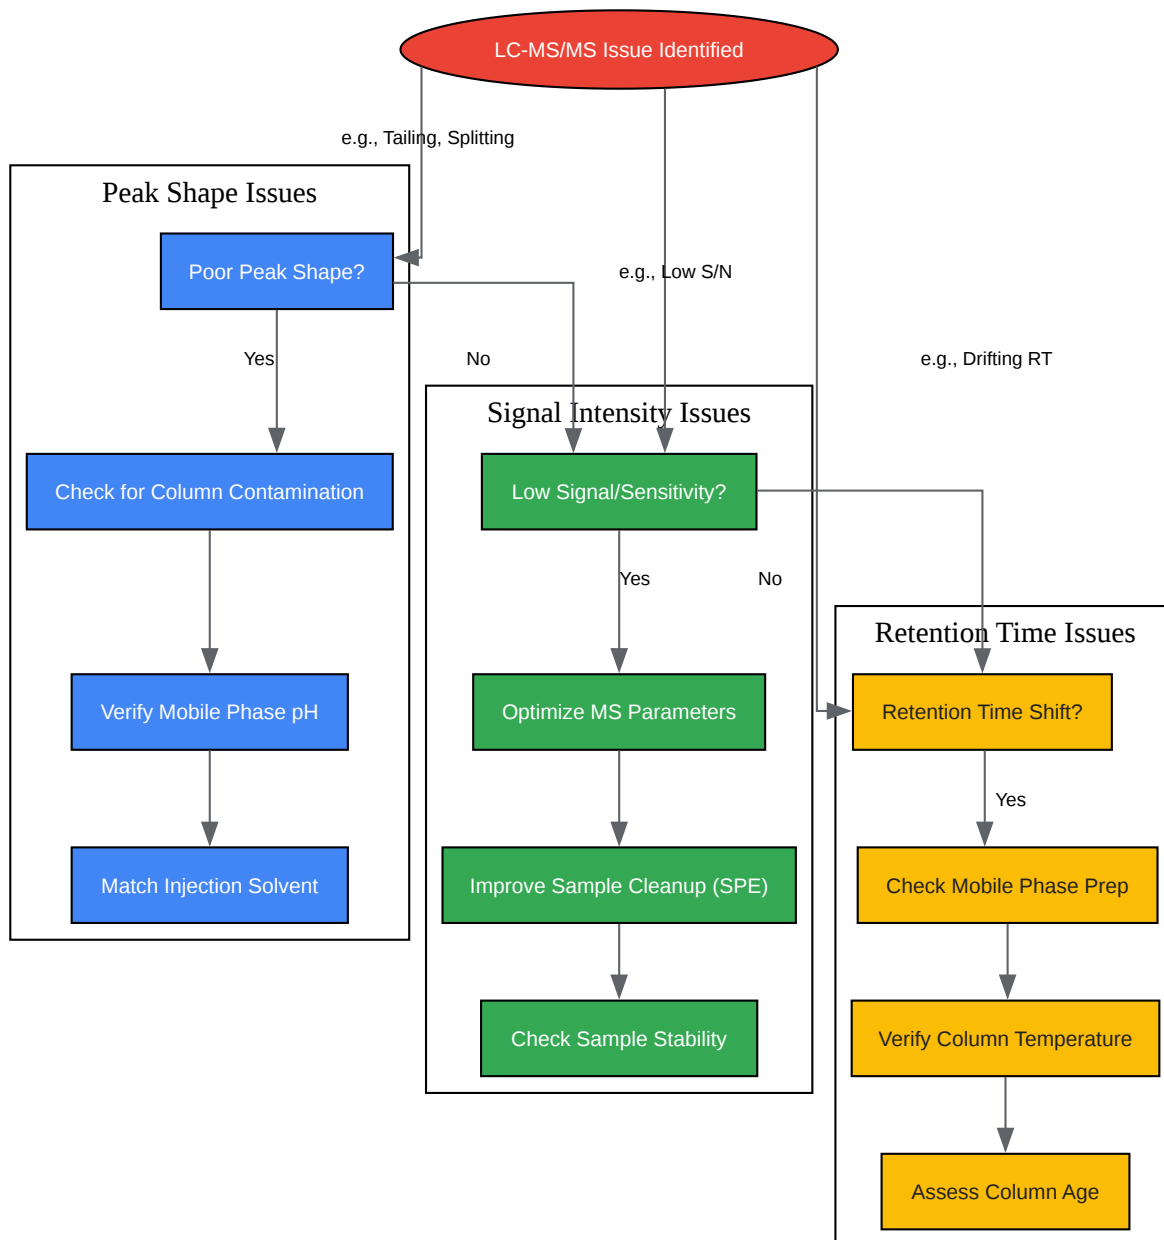 LC-MS/MS Issue Identified
e.g., Tailing, Splitting
Peak Shape Issues
Poor Peak Shape?
e.g., Low S/N
Yes
No
e.g., Drifting RT
Signal Intensity Issues
Check for Column Contamination
Low Signal/Sensitivity?
Yes
No
Retention Time Issues
Verify Mobile Phase pH
Optimize MS Parameters
Retention Time Shift?
Yes
Match Injection Solvent
Improve Sample Cleanup (SPE)
Check Mobile Phase Prep
Check Sample Stability
Verify Column Temperature
Assess Column Age